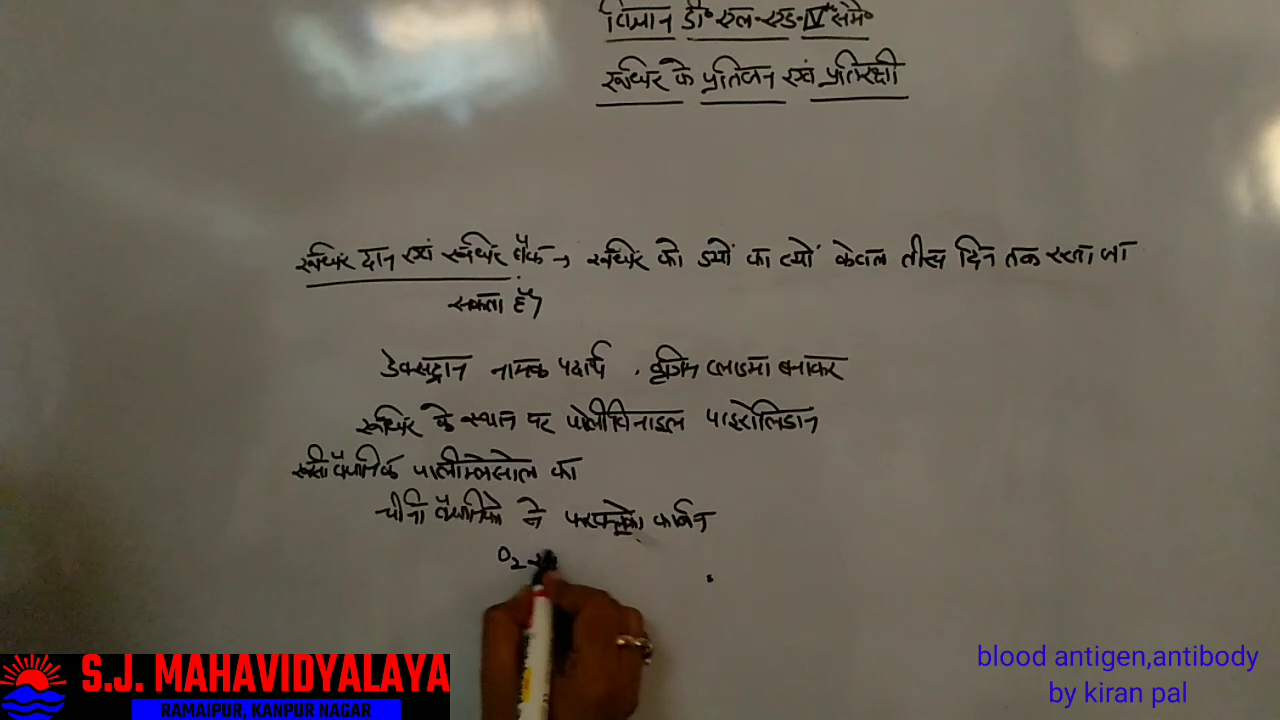 विज्ञान डी॰ एल-एड-IV सेमे॰
रूधिर के प्रतिजन एवं प्रतिरक्षी
रूधिर दान एवं रूधिर बैंक → रूधिर को ज्यों का त्यों केवल तीस दिन तक रखा जा
सकता है,
डेक्सट्रान नामक पदार्थ , कृत्रिम प्लाज्मा बनाकर
रूधिर के स्थान पर पोलीविनाइल पाइरोलिडान
रूसी वैज्ञानिक का
चीनी ने कार्बन
O2
S.J. MAHAVIDYALAYA
RAMAIPUR, KANPUR NAGAR
blood antigen,antibody
by kiran pal